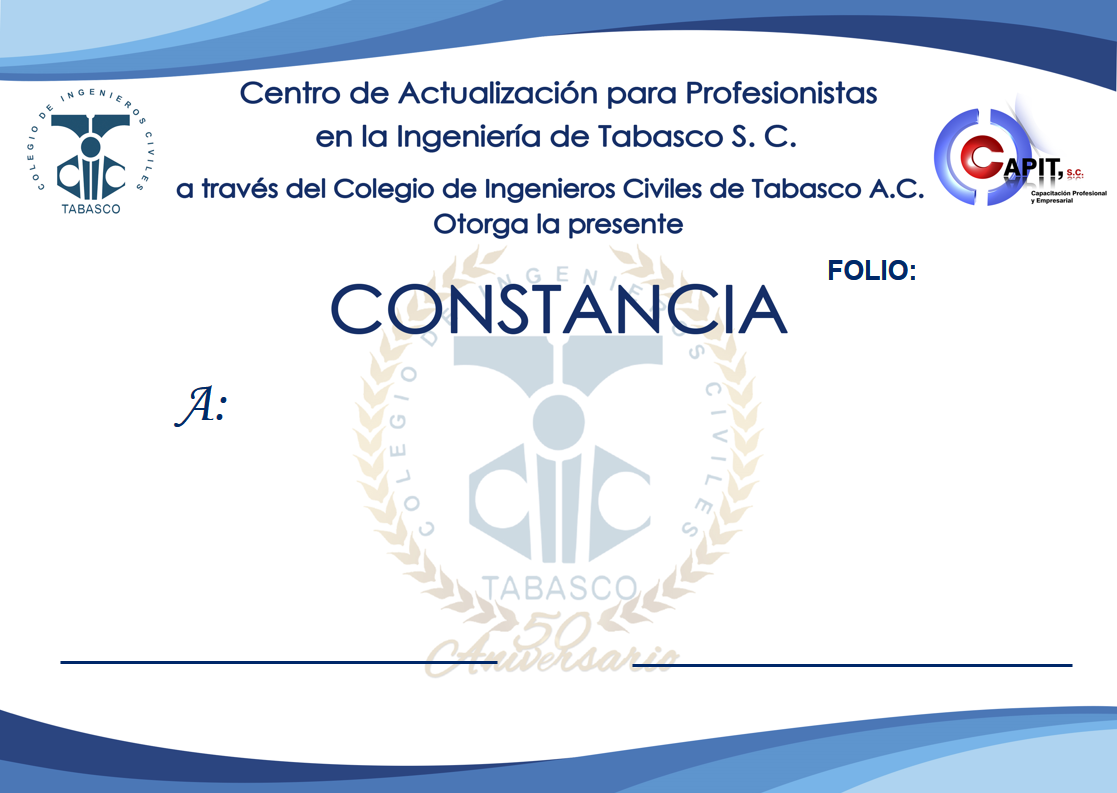 COLEGIO DE INGENIEROS CIVILES
TABASCO
Centro de Actualización para Profesionistas
en la Ingeniería de Tabasco S. C.
a través del Colegio de Ingenieros Civiles de Tabasco A.C.
Otorga la presente
CAPIT, S.C.
Capacitación Profesional
y Empresarial
FOLIO:
CONSTANCIA
A:
COLEGIO DE INGENIEROS CIVILES
TABASCO
50
Aniversario